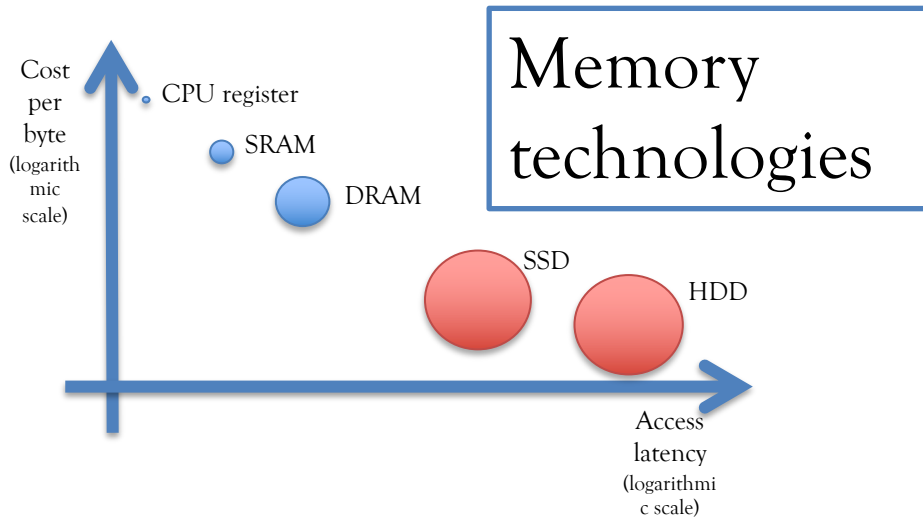 Memory
technologies
Cost
per
byte
(logarith
mic
scale)
CPU register
SRAM
DRAM
SSD
HDD
Access
latency
(logarithmi
c scale)